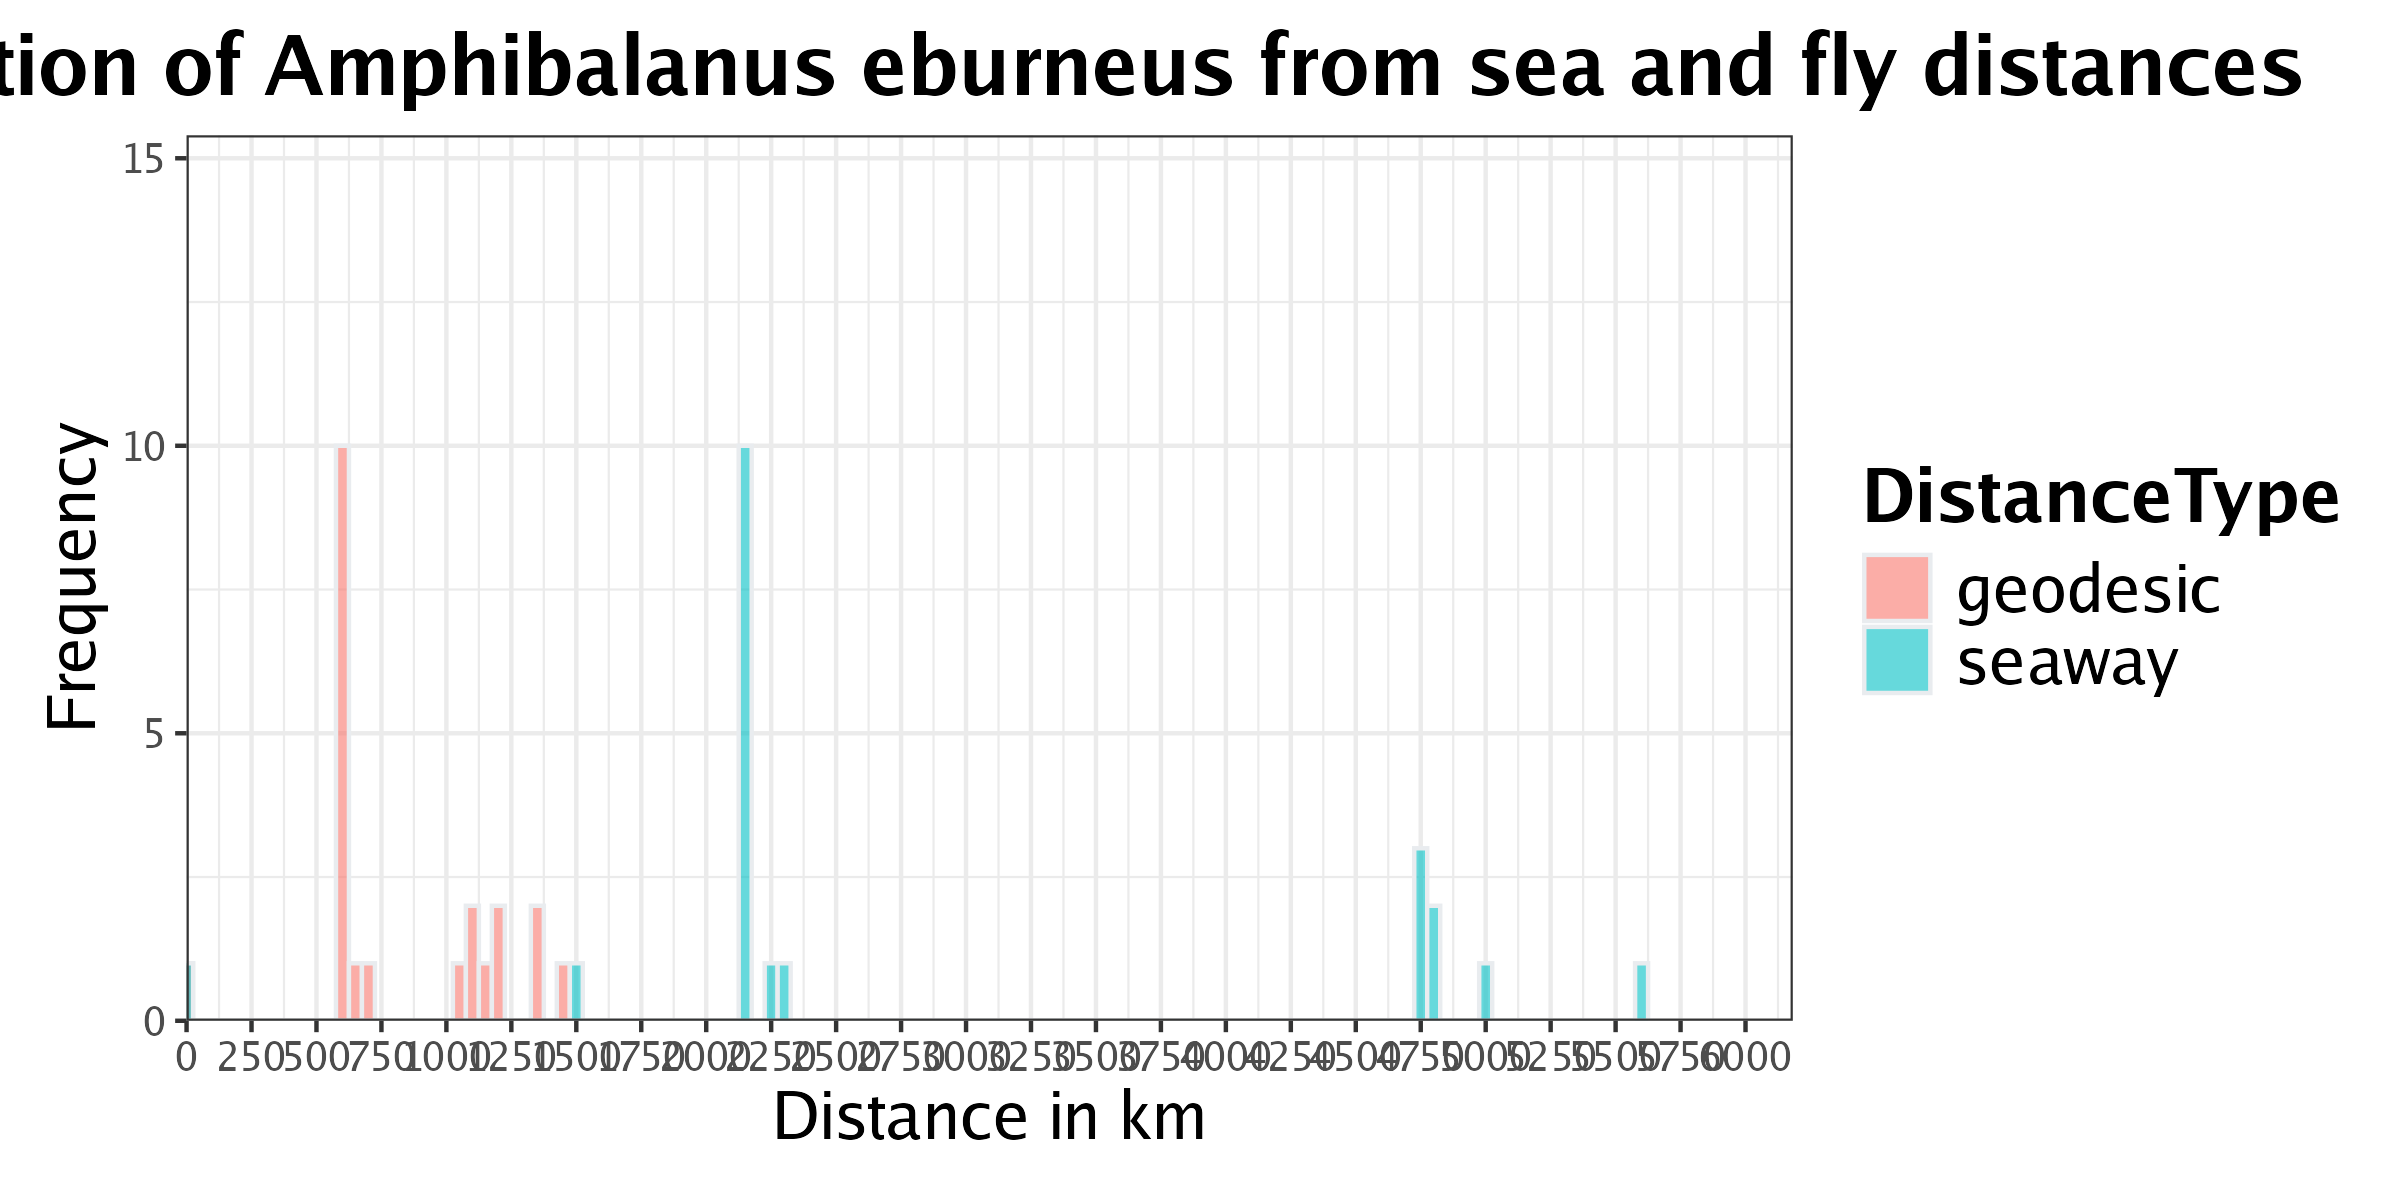 tion of Amphibalanus eburneus from sea and fly distances
15
10
5
0
Frequency
0 250 500 750 1000 1250 1500 1750 2000 2250 2500 2750 3000 3250 3500 3750 4000 4250 4500 4750 5000 5250 5500 5750 6000
Distance in km
DistanceType
geodesic
seaway